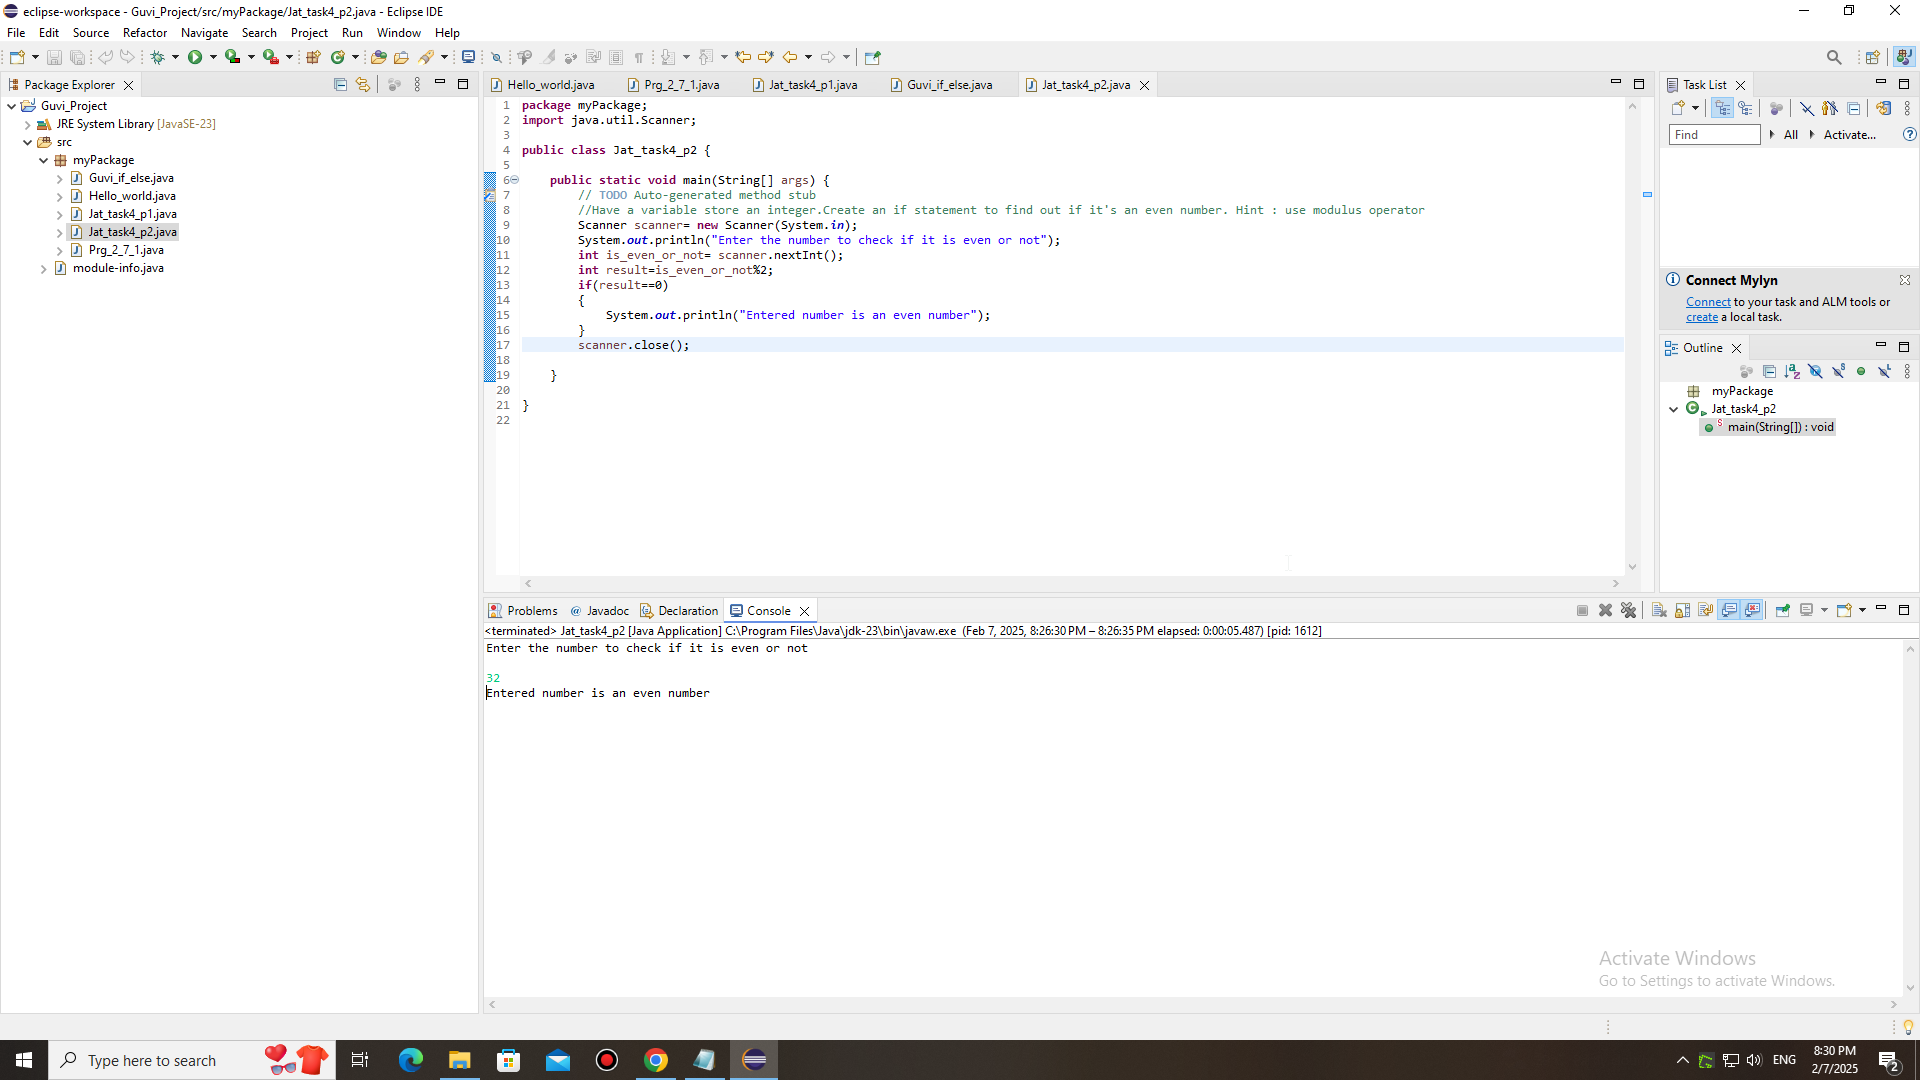 eclipse-workspace - Guvi_Project/src/myPackage/Jat_task4_p2.java - Eclipse IDE
File Edit Source Refactor Navigate Search Project Run Window Help
Package Explorer
Guvi_Project
JRE System Library [JavaSE-23]
src
myPackage
Guvi_if_else.java
Hello_world.java
Jat_task4_p1.java
Jat_task4_p2.java
Prg_2_7_1.java
module-info.java
Hello_world.java Prg_2_7_1.java Jat_task4_p1.java Guvi_if_else.java Jat_task4_p2.java
1 package myPackage;
2 import java.util.Scanner;
3
4 public class Jat_task4_p2 {
5
6 public static void main(String[] args) {
7 // TODO Auto-generated method stub
8 //Have a variable store an integer.Create an if statement to find out if it's an even number. Hint : use modulus operator
9 Scanner scanner= new Scanner(System.in);
10 System.out.println("Enter the number to check if it is even or not");
11 int is_even_or_not= scanner.nextInt();
12 int result=is_even_or_not%2;
13 if(result==0)
14 {
15 System.out.println("Entered number is an even number");
16 }
17 scanner.close();
18
19 }
20
21 }
22
Task List
Find All Activate...
Connect Mylyn
Connect to your task and ALM tools or
create a local task.
Outline
myPackage
Jat_task4_p2
main(String[]) : void
Problems Javadoc Declaration Console
<terminated> Jat_task4_p2 [Java Application] C:\Program Files\Java\jdk-23\bin\javaw.exe (Feb 7, 2025, 8:26:30 PM – 8:26:35 PM elapsed: 0:00:05.487) [pid: 1612]
Enter the number to check if it is even or not
32
Entered number is an even number
Activate Windows
Go to Settings to activate Windows.
Type here to search
ENG
8:30 PM
2/7/2025
2